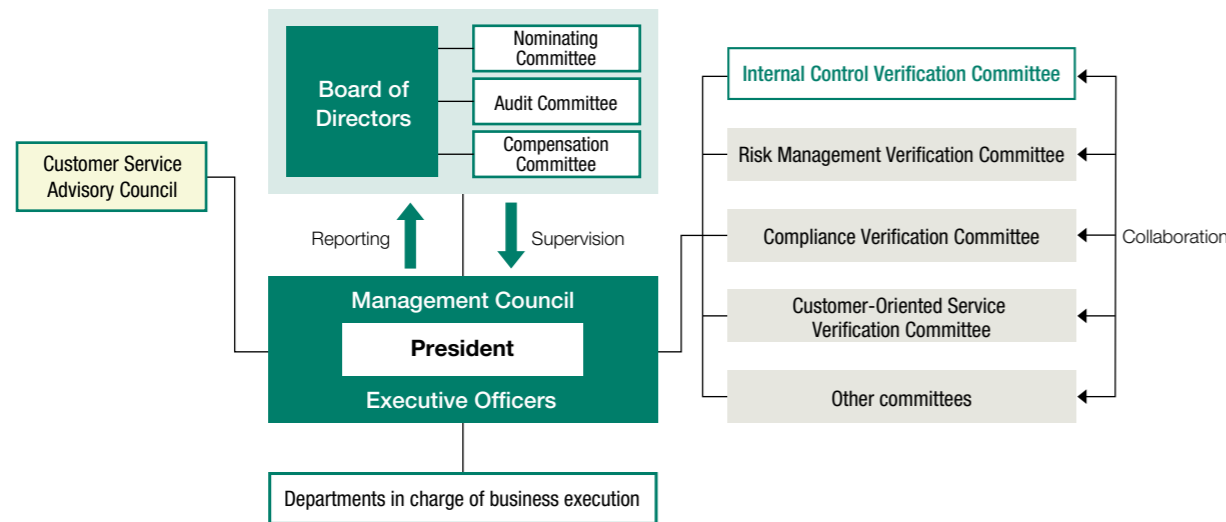 Board of
Directors
Nominating
Committee
Audit Committee
Compensation
Committee
Customer Service
Advisory Council
Reporting
Supervision
Management Council
President
Executive Officers
Departments in charge of business execution
Internal Control Verification Committee
Risk Management Verification Committee
Compliance Verification Committee
Customer-Oriented Service
Verification Committee
Other committees
Collaboration